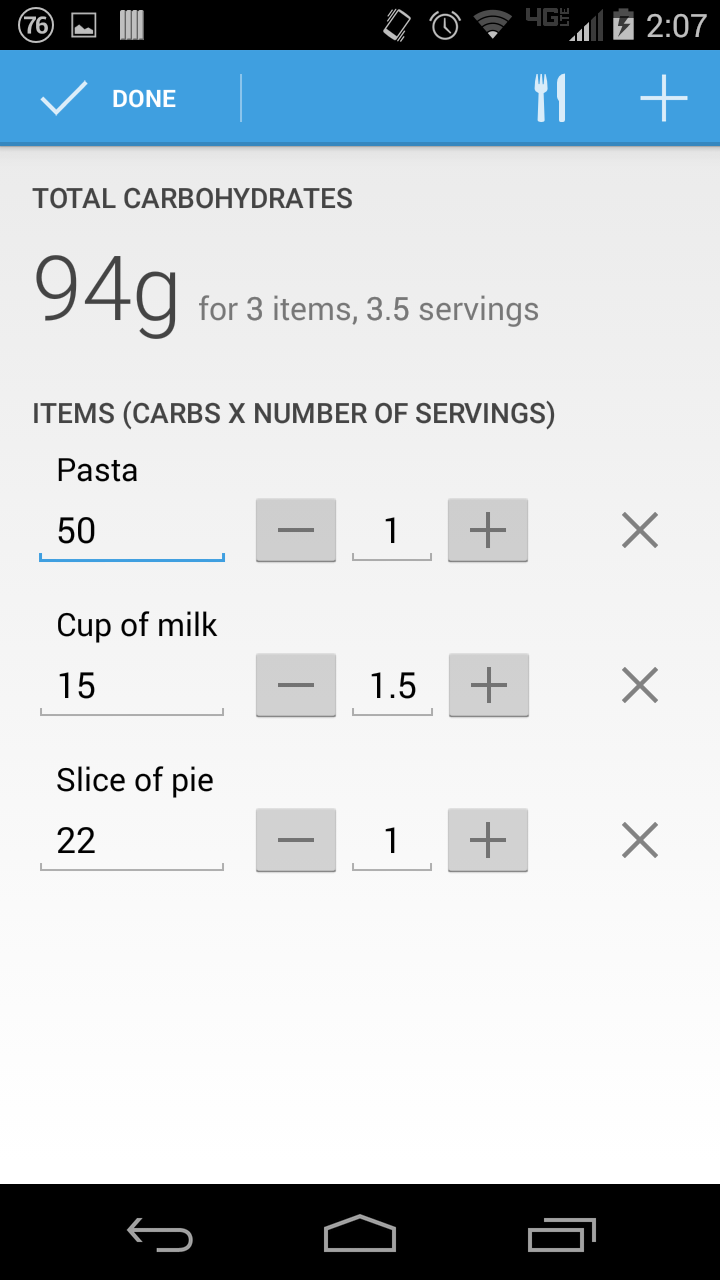 76 4G LTE 2:07
DONE
TOTAL CARBOHYDRATES
94g for 3 items, 3.5 servings
ITEMS (CARBS X NUMBER OF SERVINGS)
Pasta
50 1
Cup of milk
15 1.5
Slice of pie
22 1